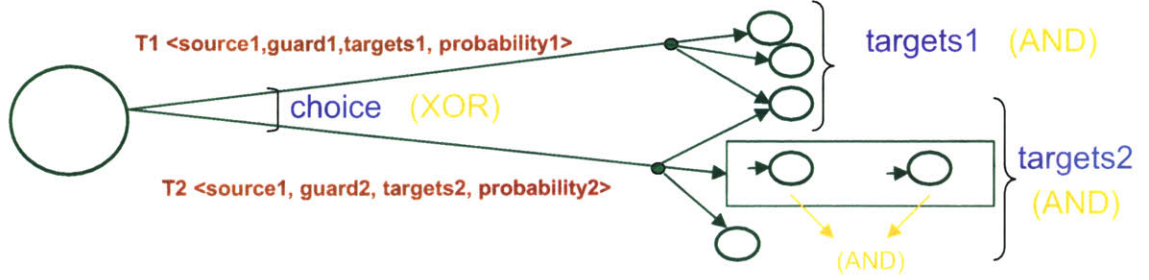 T1 <source1,guard1,targets1, probability1>
targets1 (AND)
choice (XOR)
targets2
(AND)
T2 <source1, guard2, targets2, probability2>
(AND)